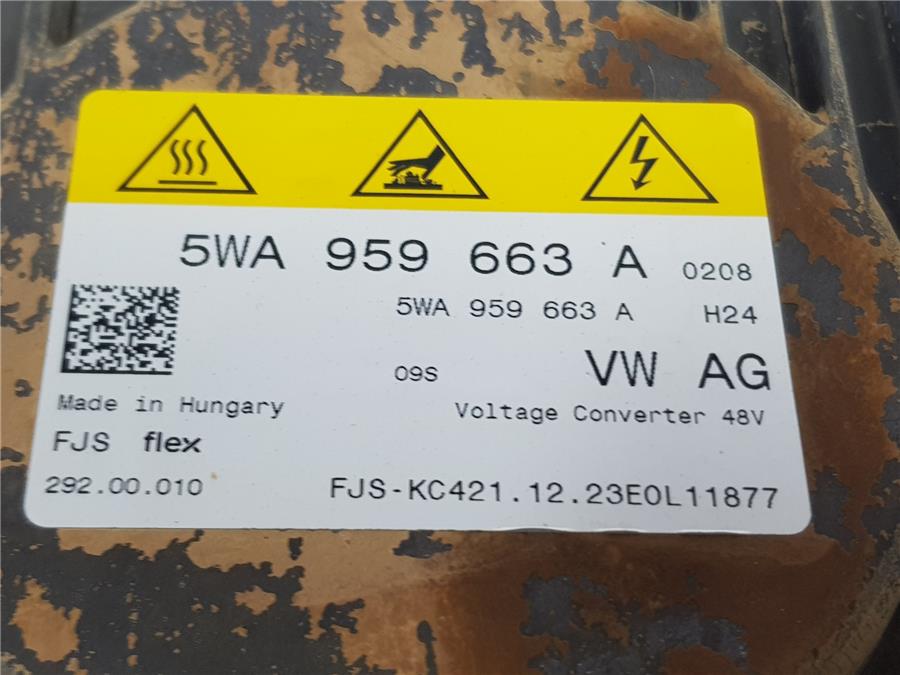 5WA 959 663 A 0208
5WA 959 663 A H24
09S VW AG
Made in Hungary Voltage Converter 48V
FJS flex
292.00.010 FJS-KC421.12.23E0L11877